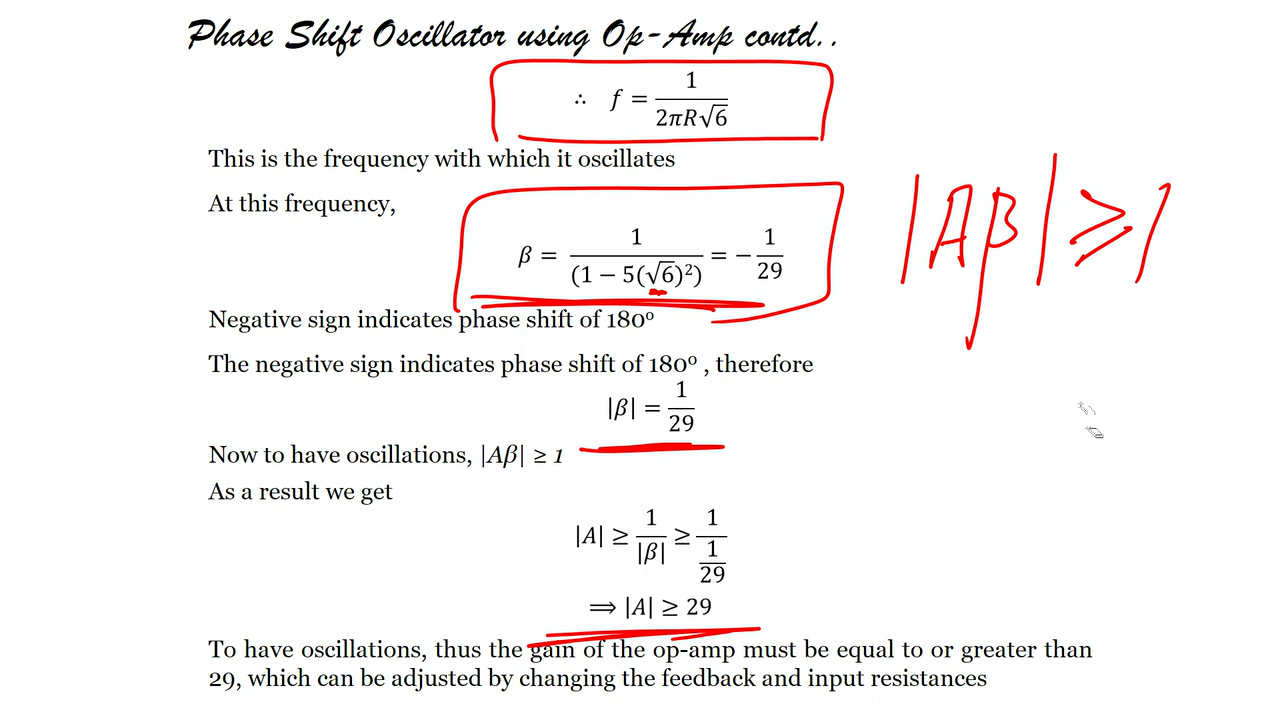 Phase Shift Oscillator using Op-Amp contd..
∴ f = 1/(2πR√6)
This is the frequency with which it oscillates
At this frequency,
β = 1/((1 − 5(√6)²)) = −1/29
Negative sign indicates phase shift of 180⁰
The negative sign indicates phase shift of 180⁰ , therefore
|β| = 1/29
Now to have oscillations, |Aβ| ≥ 1
As a result we get
|A| ≥ 1/|β| ≥ 1/(1/29)
⟹ |A| ≥ 29
To have oscillations, thus the gain of the op-amp must be equal to or greater than
29, which can be adjusted by changing the feedback and input resistances
|Aβ| ≥ 1